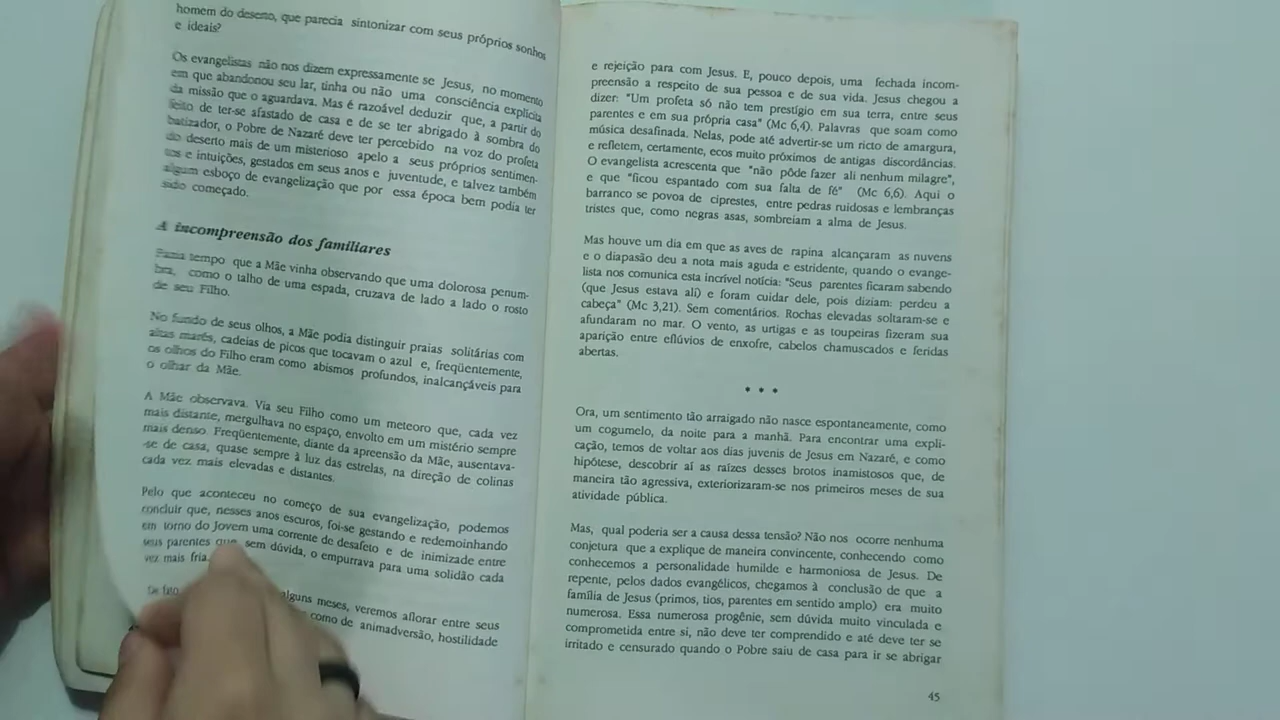 homem do deserto, que parecia sintonizar com seus próprios sonhos
e ideais?
Os evangelistas não nos dizem expressamente se Jesus, no momento
em que abandonou seu lar, tinha ou não uma consciência explícita
da missão que o aguardava. Mas é razoável deduzir que, a partir do
feito de ter-se afastado de casa e de se ter abrigado à sombra do
batizador, o Pobre de Nazaré deve ter percebido na voz do profeta
do deserto mais de um misterioso apelo a seus próprios sentimen-
tos e intuições, gestados em seus anos e juventude, e talvez também
algum esboço de evangelização que por essa época bem podia ter
sido começado.
A incompreensão dos familiares
tempo que a Mãe vinha observando que uma dolorosa penum-
bra, como o talho de uma espada, cruzava de lado a lado o rosto
de seu Filho.
No fundo de seus olhos, a Mãe podia distinguir praias solitárias com
altas marés, cadeias de picos que tocavam o azul e, freqüentemente,
os olhos do Filho eram como abismos profundos, inalcançáveis para
o olhar da Mãe.
A Mãe observava. Via seu Filho como um meteoro que, cada vez
mais distante, mergulhava no espaço, envolto em um mistério sempre
mais denso. Freqüentemente, diante da apreensão da Mãe, ausentava-
-se de casa, quase sempre à luz das estrelas, na direção de colinas
cada vez mais elevadas e distantes.
Pelo que aconteceu no começo de sua evangelização, podemos
concluir que, nesses anos escuros, foi-se gestando e redemoinhando
em torno do Jovem uma corrente de desafeto e de inimizade entre
seus parentes que, sem dúvida, o empurrava para uma solidão cada
vez mais fria.
De fato alguns meses, veremos aflorar entre seus
como de animadversão, hostilidade
e rejeição para com Jesus. E, pouco depois, uma fechada incom-
preensão a respeito de sua pessoa e de sua vida. Jesus chegou a
dizer: "Um profeta só não tem prestígio em sua terra, entre seus
parentes e em sua própria casa" (Mc 6,4). Palavras que soam como
música desafinada. Nelas, pode até advertir-se um ricto de amargura,
e refletem, certamente, ecos muito próximos de antigas discordâncias.
O evangelista acrescenta que "não pôde fazer ali nenhum milagre",
e que "ficou espantado com sua falta de fé" (Mc 6,6). Aqui o
barranco se povoa de ciprestes, entre pedras ruidosas e lembranças
tristes que, como negras asas, sombreiam a alma de Jesus.
Mas houve um dia em que as aves de rapina alcançaram as nuvens
e o diapasão deu a nota mais aguda e estridente, quando o evange-
lista nos comunica esta incrível notícia: "Seus parentes ficaram sabendo
(que Jesus estava ali) e foram cuidar dele, pois diziam: perdeu a
cabeça" (Mc 3,21). Sem comentários. Rochas elevadas soltaram-se e
afundaram no mar. O vento, as urtigas e as toupeiras fizeram sua
aparição entre eflúvios de enxofre, cabelos chamuscados e feridas
abertas.
* * *
Ora, um sentimento tão arraigado não nasce espontaneamente, como
um cogumelo, da noite para a manhã. Para encontrar uma expli-
cação, temos de voltar aos dias juvenis de Jesus em Nazaré, e como
hipótese, descobrir aí as raízes desses brotos inamistosos que, de
maneira tão agressiva, exteriorizaram-se nos primeiros meses de sua
atividade pública.
Mas, qual poderia ser a causa dessa tensão? Não nos ocorre nenhuma
conjetura que a explique de maneira convincente, conhecendo como
conhecemos a personalidade humilde e harmoniosa de Jesus. De
repente, pelos dados evangélicos, chegamos à conclusão de que a
família de Jesus (primos, tios, parentes em sentido amplo) era muito
numerosa. Essa numerosa progênie, sem dúvida muito vinculada e
comprometida entre si, não deve ter comprendido e até deve ter se
irritado e censurado quando o Pobre saiu de casa para ir se abrigar
45